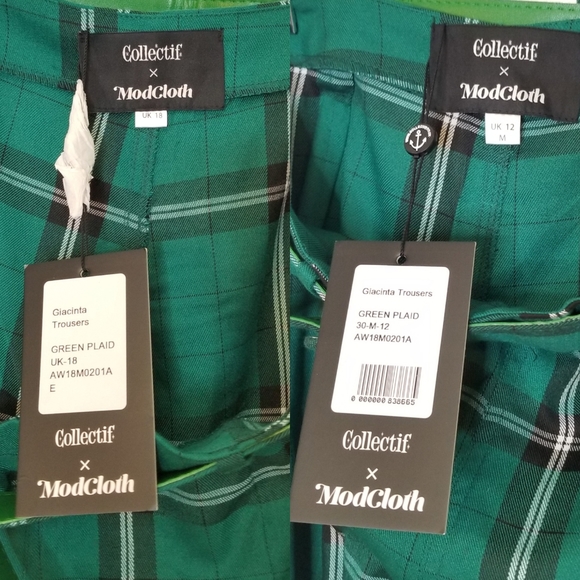 Collectif
×
ModCloth
UK 18
Giacinta
Trousers
GREEN PLAID
UK-18
AW18M0201A
E
Collectif
×
ModCloth
Collectif
×
ModCloth
UK 12
M
Giacinta Trousers
GREEN PLAID
30-M-12
AW18M0201A
0 000000 838665
Collectif
×
ModCloth